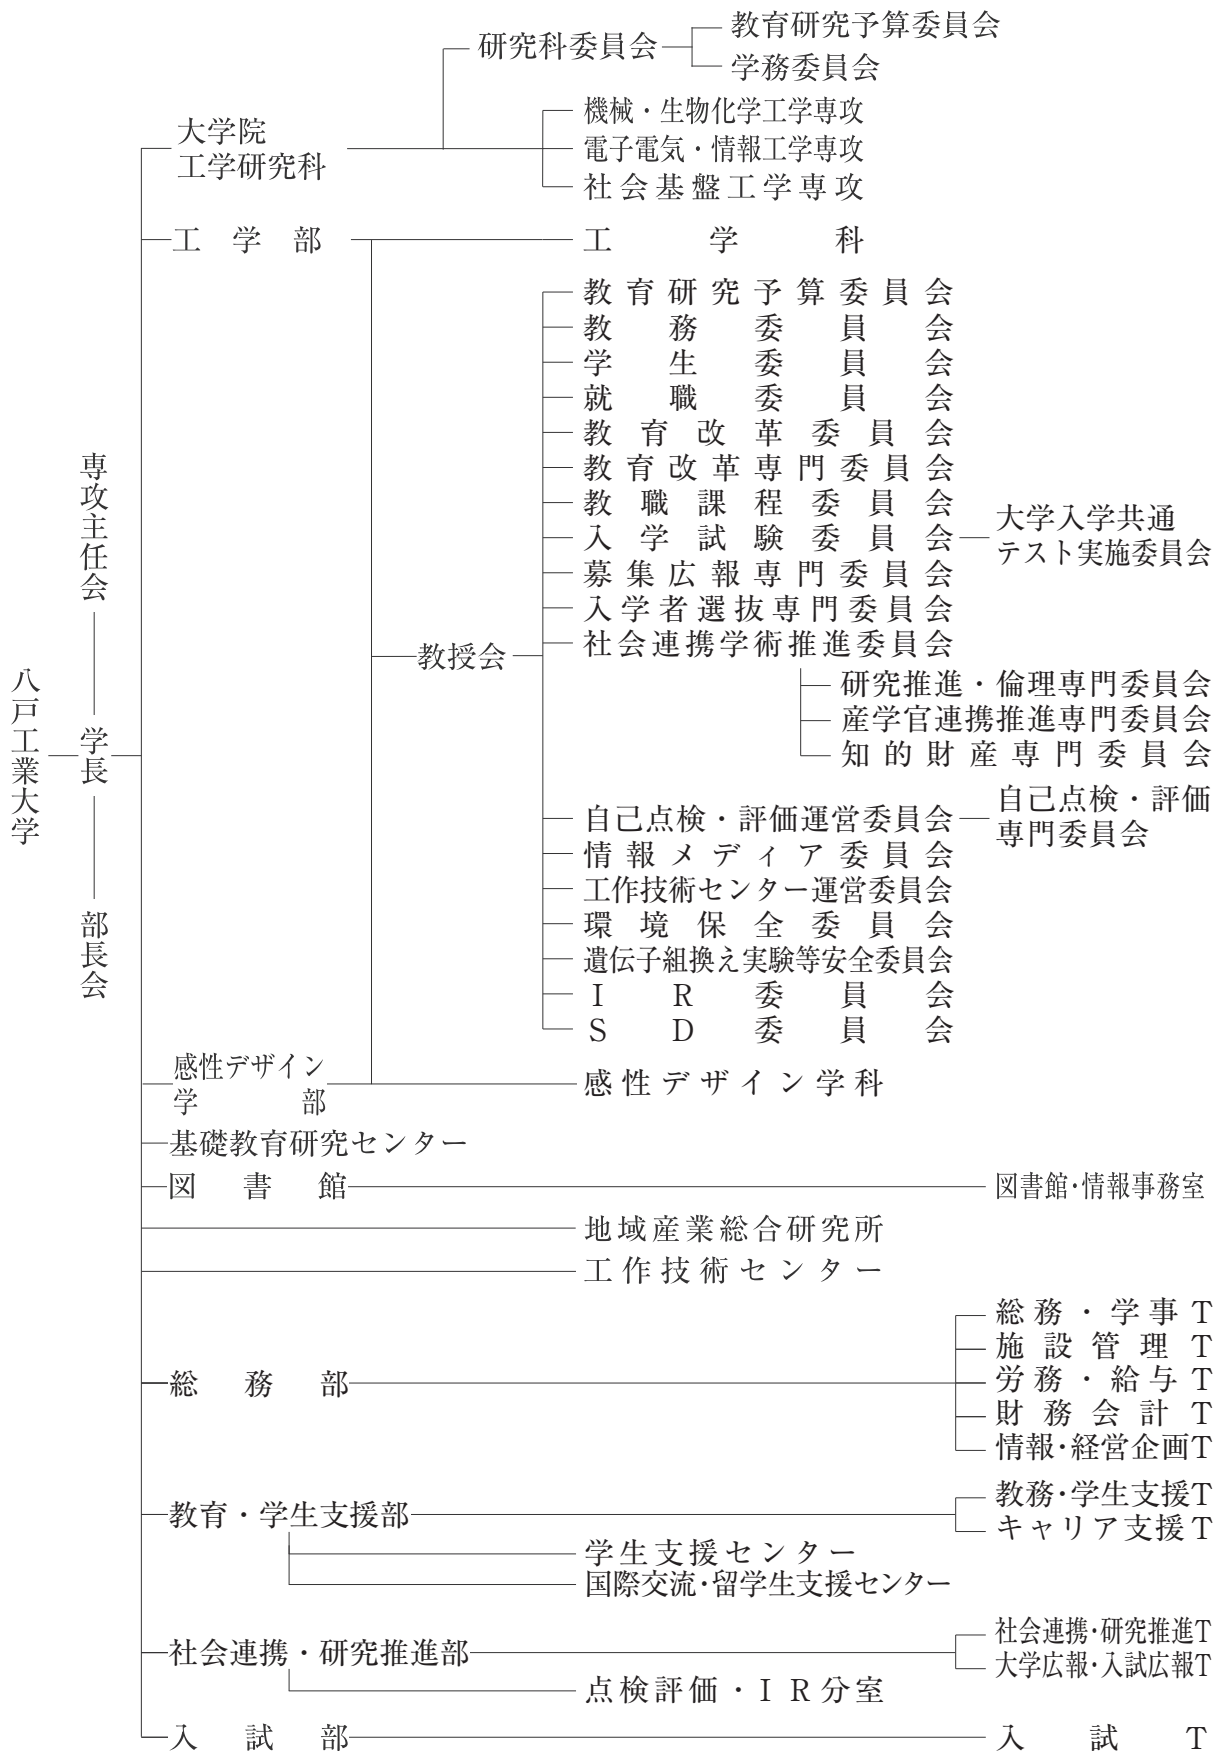 教育研究予算委員会
研究科委員会
学務委員会
機械・生物化学工学専攻
大学院
工学研究科
電子電気・情報工学専攻
社会基盤工学専攻
工学部
工学科
教育研究予算委員会
教務委員会
学生委員会
就職委員会
教育改革委員会
教育改革専門委員会
教職課程委員会
入学試験委員会
大学入学共通
テスト実施委員会
募集広報専門委員会
入学者選抜専門委員会
社会連携学術推進委員会
教授会
研究推進・倫理専門委員会
産学官連携推進専門委員会
知的財産専門委員会
専攻主任会
八戸工業大学
学長
部長会
自己点検・評価運営委員会
自己点検・評価
専門委員会
情報メディア委員会
工作技術センター運営委員会
環境保全委員会
遺伝子組換え実験等安全委員会
IR委員会
SD委員会
感性デザイン
学部
感性デザイン学科
基礎教育研究センター
図書館
図書館・情報事務室
地域産業総合研究所
工作技術センター
総務部
総務・学事T
施設管理T
労務・給与T
財務会計T
情報・経営企画T
教育・学生支援部
教務・学生支援T
キャリア支援T
学生支援センター
国際交流・留学生支援センター
社会連携・研究推進部
社会連携・研究推進T
大学広報・入試広報T
点検評価・IR分室
入試部
入試T